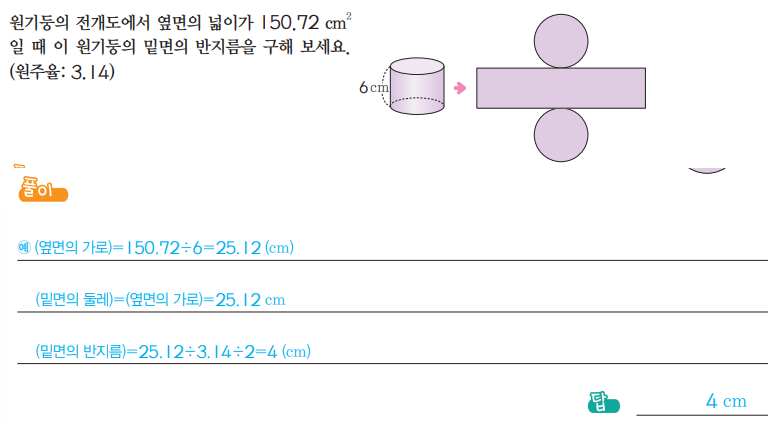 원기둥의 전개도에서 옆면의 넓이가 150.72 cm²
일 때 이 원기둥의 밑면의 반지름을 구해 보세요.
(원주율: 3.14)
6 cm
풀이
예 (옆면의 가로)=150.72÷6=25.12 (cm)
(밑면의 둘레)=(옆면의 가로)=25.12 cm
(밑면의 반지름)=25.12÷3.14÷2=4 (cm)
답 4 cm